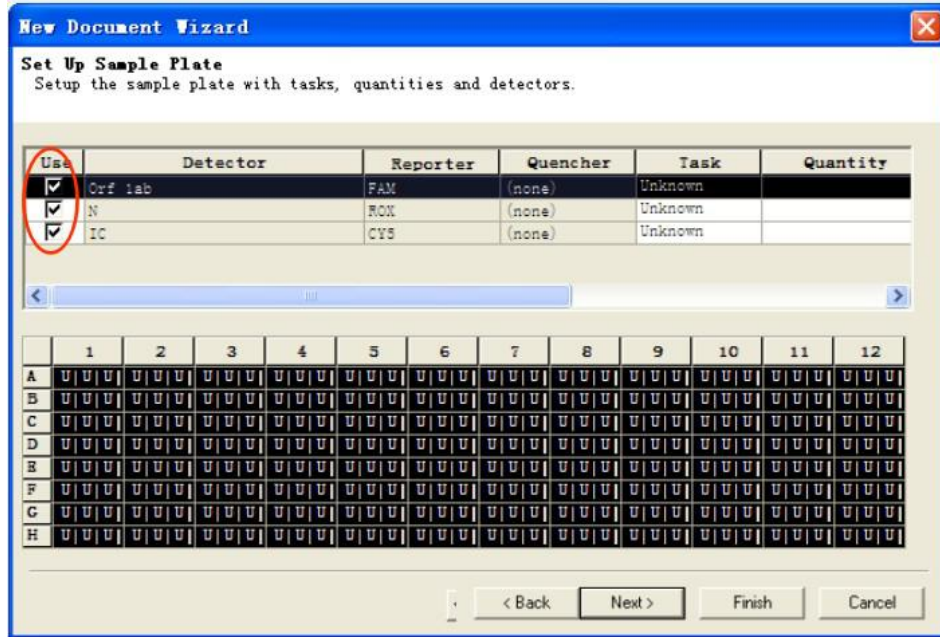 New Document Wizard
Set Up Sample Plate
Setup the sample plate with tasks, quantities and detectors.
Use Detector Reporter Quencher Task Quantity
Orf 1ab FAM (none) Unknown
N ROX (none) Unknown
IC CY5 (none) Unknown
1 2 3 4 5 6 7 8 9 10 11 12
A U|U|U| U|U|U| U|U|U| U|U|U| U|U|U| U|U|U| U|U|U| U|U|U| U|U|U| U|U|U| U|U|U| U|U|U|
B U|U|U| U|U|U| U|U|U| U|U|U| U|U|U| U|U|U| U|U|U| U|U|U| U|U|U| U|U|U| U|U|U| U|U|U|
C U|U|U| U|U|U| U|U|U| U|U|U| U|U|U| U|U|U| U|U|U| U|U|U| U|U|U| U|U|U| U|U|U| U|U|U|
D U|U|U| U|U|U| U|U|U| U|U|U| U|U|U| U|U|U| U|U|U| U|U|U| U|U|U| U|U|U| U|U|U| U|U|U|
E U|U|U| U|U|U| U|U|U| U|U|U| U|U|U| U|U|U| U|U|U| U|U|U| U|U|U| U|U|U| U|U|U| U|U|U|
F U|U|U| U|U|U| U|U|U| U|U|U| U|U|U| U|U|U| U|U|U| U|U|U| U|U|U| U|U|U| U|U|U| U|U|U|
G U|U|U| U|U|U| U|U|U| U|U|U| U|U|U| U|U|U| U|U|U| U|U|U| U|U|U| U|U|U| U|U|U| U|U|U|
H U|U|U| U|U|U| U|U|U| U|U|U| U|U|U| U|U|U| U|U|U| U|U|U| U|U|U| U|U|U| U|U|U| U|U|U|
< Back Next > Finish Cancel